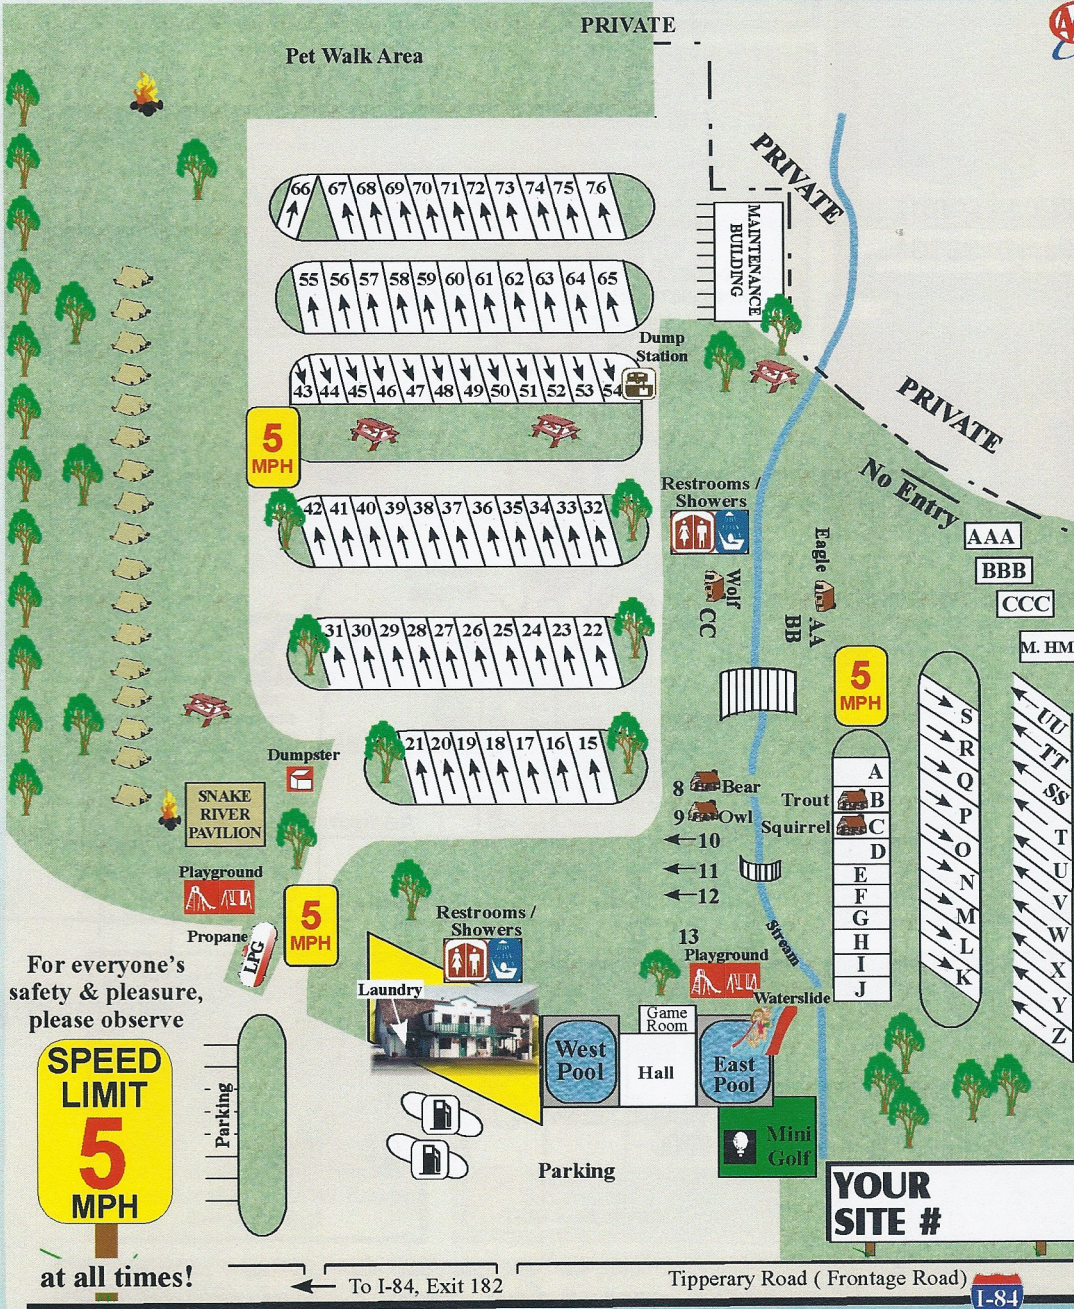 PRIVATE
Pet Walk Area
A
PRIVATE
66 67 68 69 70 71 72 73 74 75 76
MAINTENANCE
BUILDING
55 56 57 58 59 60 61 62 63 64 65
Dump
Station
43 44 45 46 47 48 49 50 51 52 53 54
PRIVATE
5
MPH
No Entry
Restrooms /
Showers
42 41 40 39 38 37 36 35 34 33 32
AAA
BBB
CCC
Eagle
AA
BB
Wolf
CC
M. HM
31 30 29 28 27 26 25 24 23 22
5
MPH
S
R
Q
P
O
N
M
L
K
UU
TT
SS
T
U
V
W
X
Y
Z
21 20 19 18 17 16 15
Dumpster
8 Bear
9 Owl
10
11
12
A
Trout B
Squirrel C
D
E
F
G
H
I
J
SNAKE
RIVER
PAVILION
Playground
5
MPH
Propane
LPG
Restrooms /
Showers
Laundry
13
Playground
Stream
Waterslide
Game
Room
West
Pool
Hall
East
Pool
Mini
Golf
For everyone's
safety & pleasure,
please observe
SPEED
LIMIT
5
MPH
at all times!
Parking
Parking
YOUR
SITE #
To I-84, Exit 182
Tipperary Road ( Frontage Road)
I-84